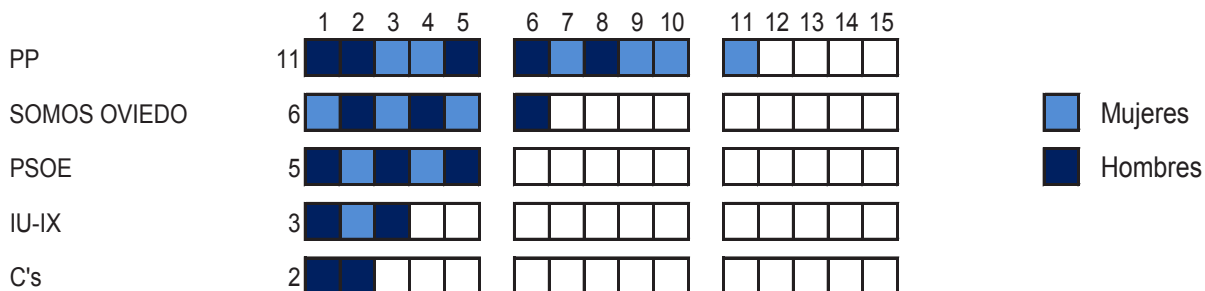 1 2 3 4 5 6 7 8 9 10 11 12 13 14 15
PP 11
SOMOS OVIEDO 6
PSOE 5
IU-IX 3
C's 2
Mujeres
Hombres